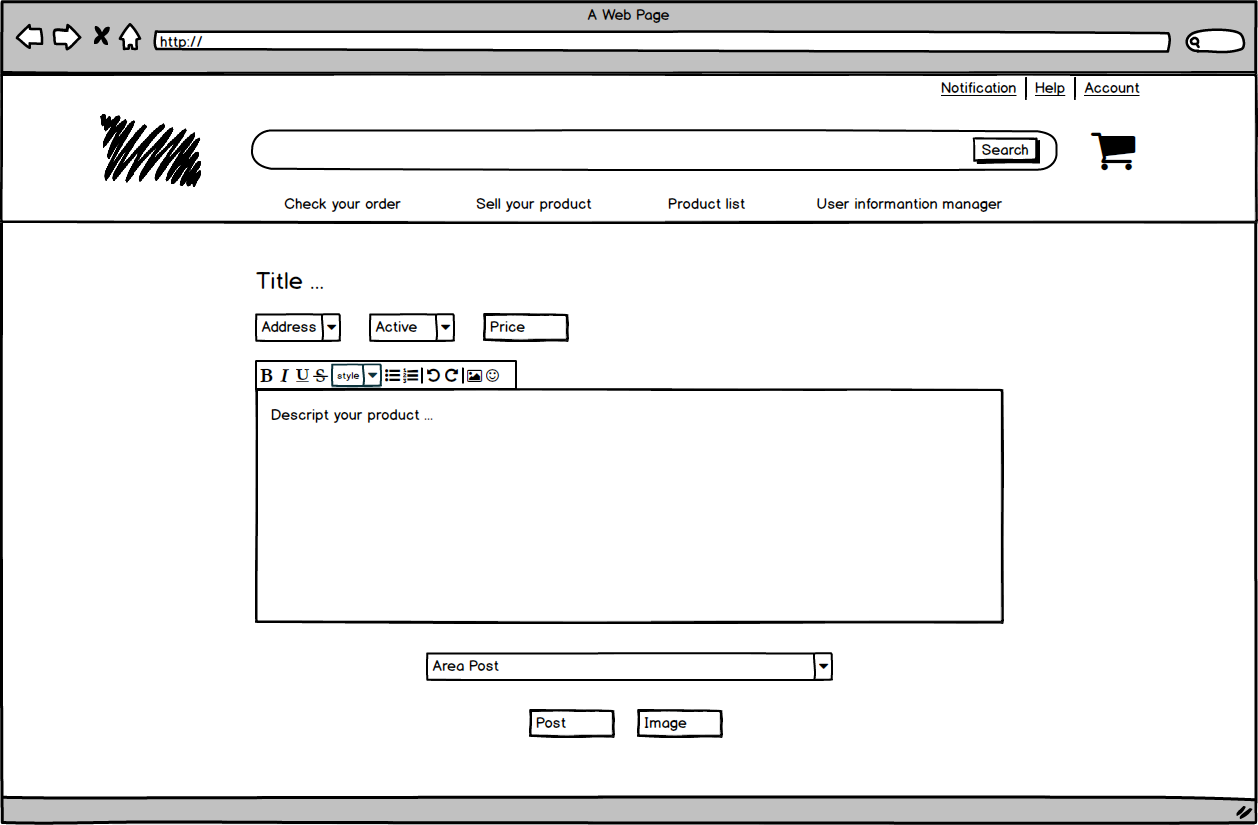 A Web Page
http://
Notification Help Account
Search
Check your order Sell your product Product list User informantion manager
Title ...
Address Active Price
B I U S style
Descript your product ...
Area Post
Post Image